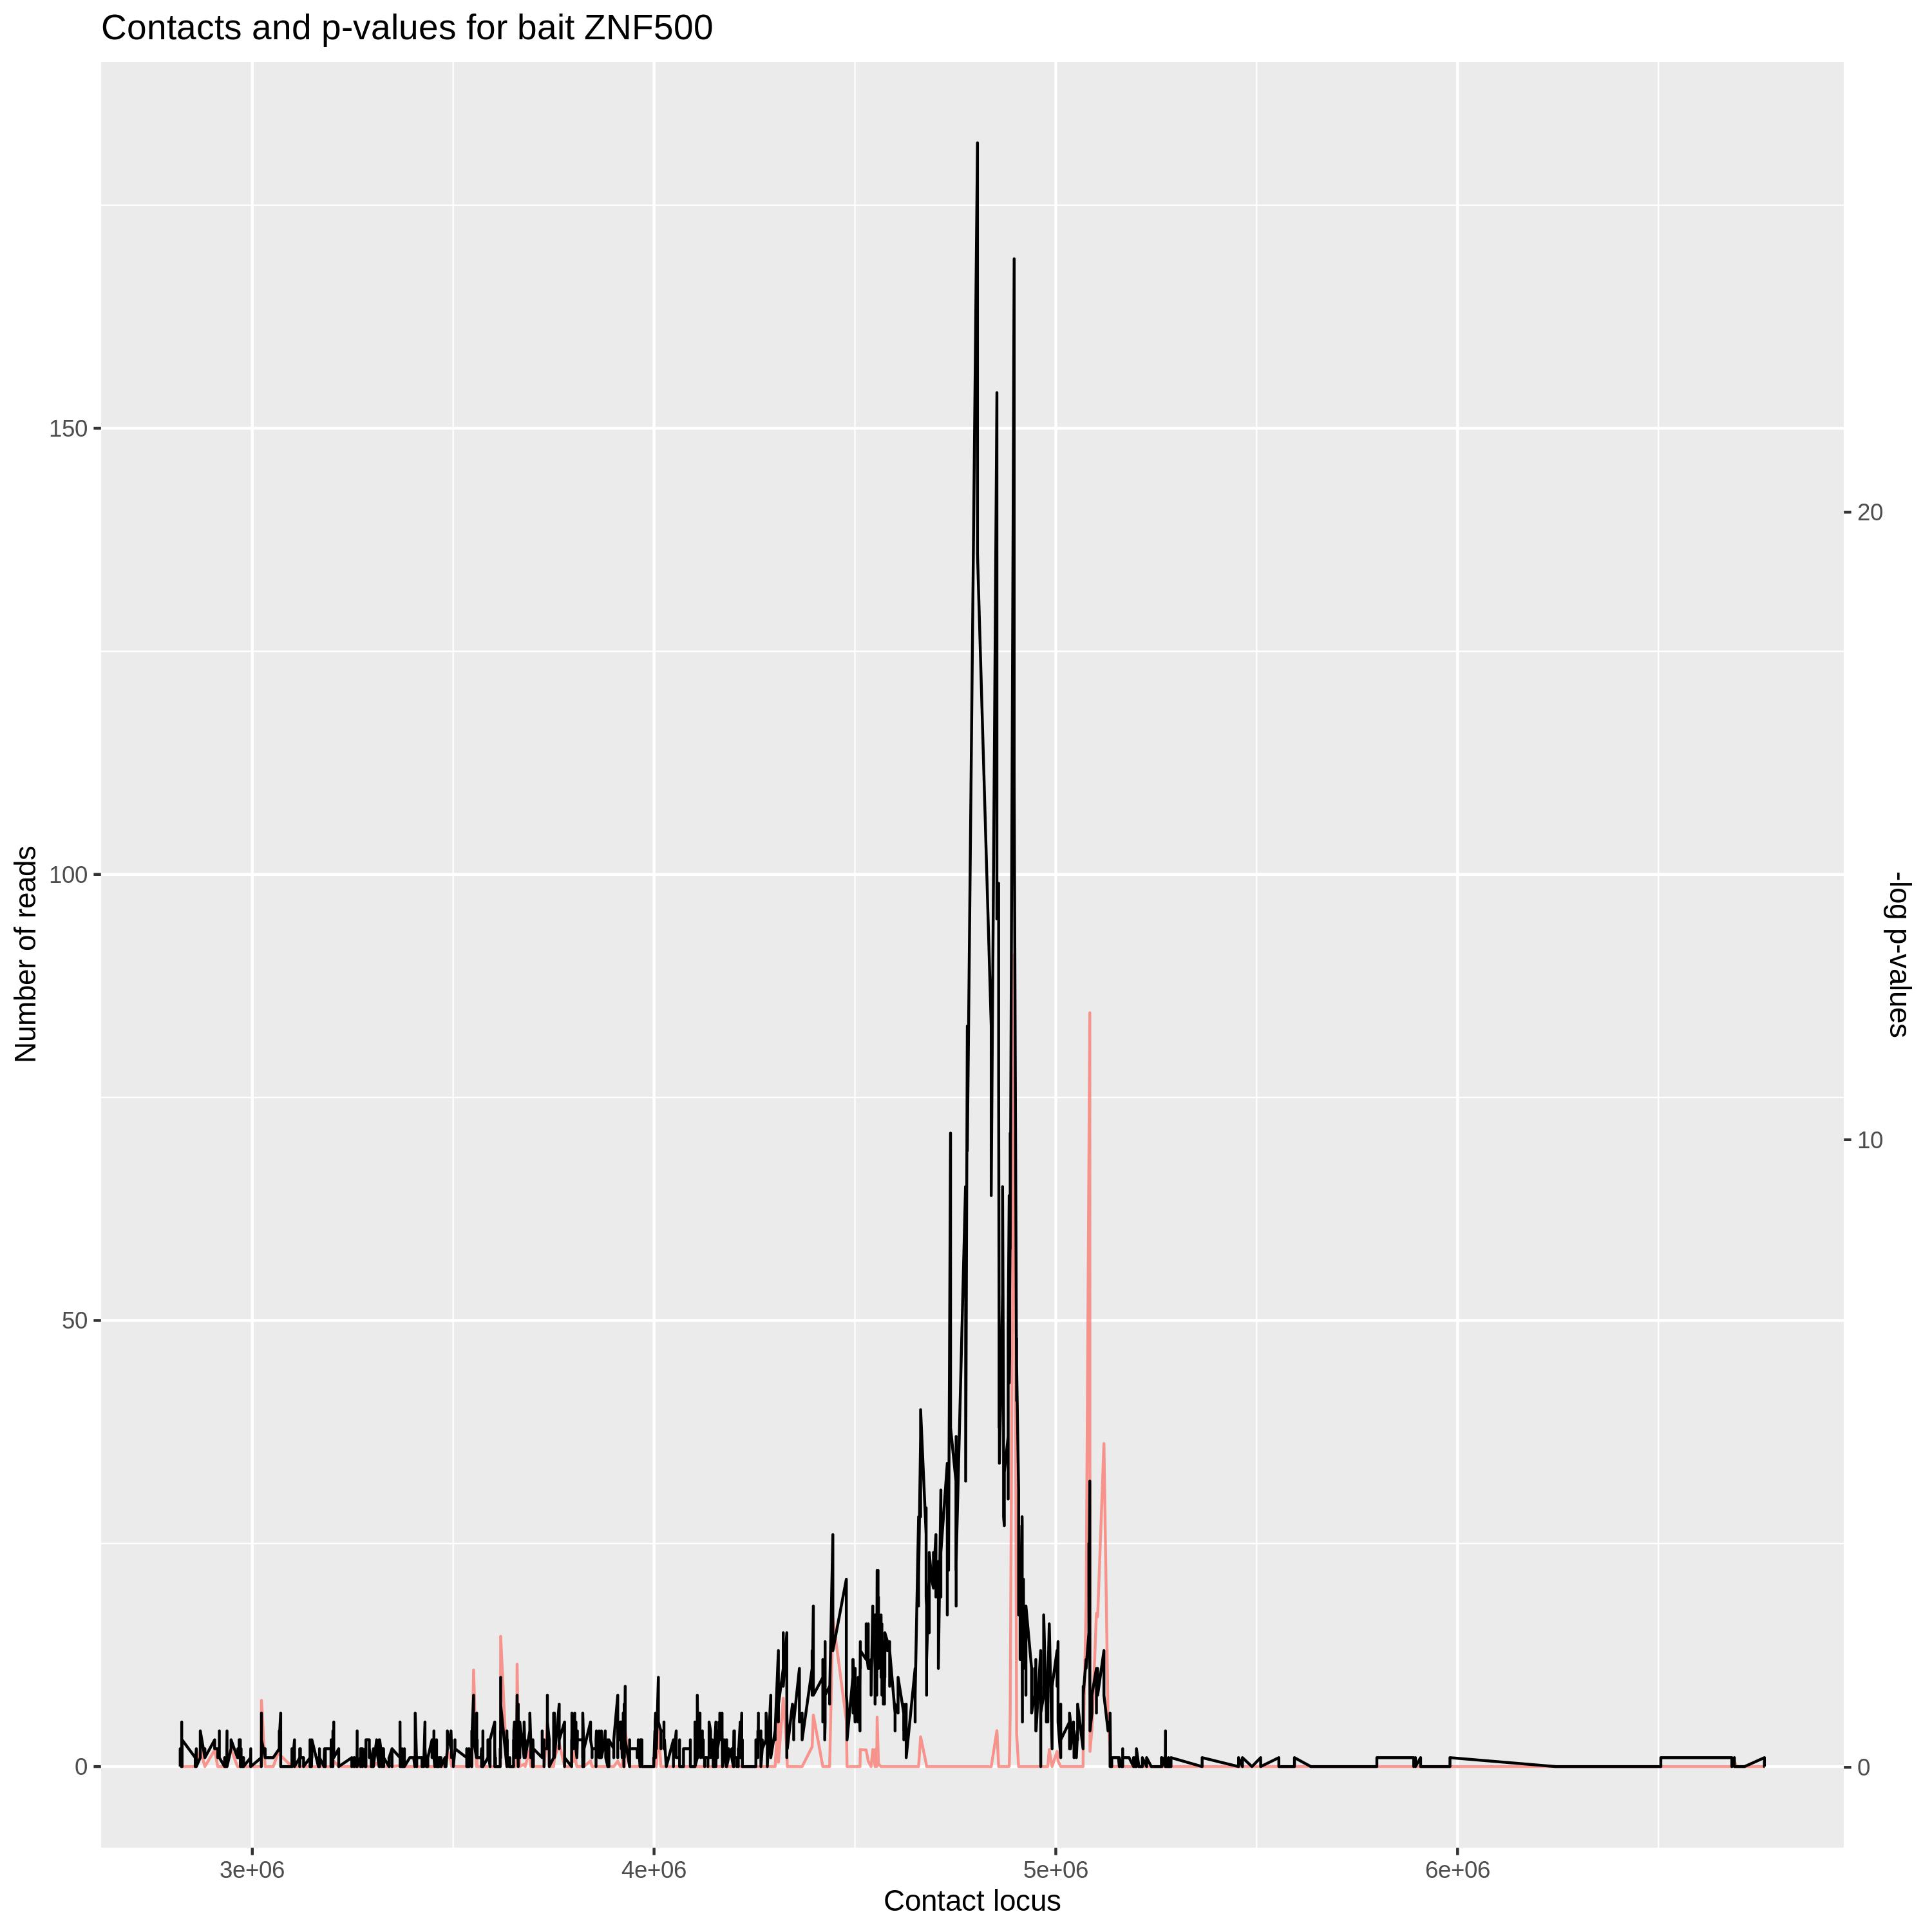 Contacts and p-values for bait ZNF500
150
100
50
0
Number of reads
20
10
0
-log p-values
3e+06 4e+06 5e+06 6e+06
Contact locus